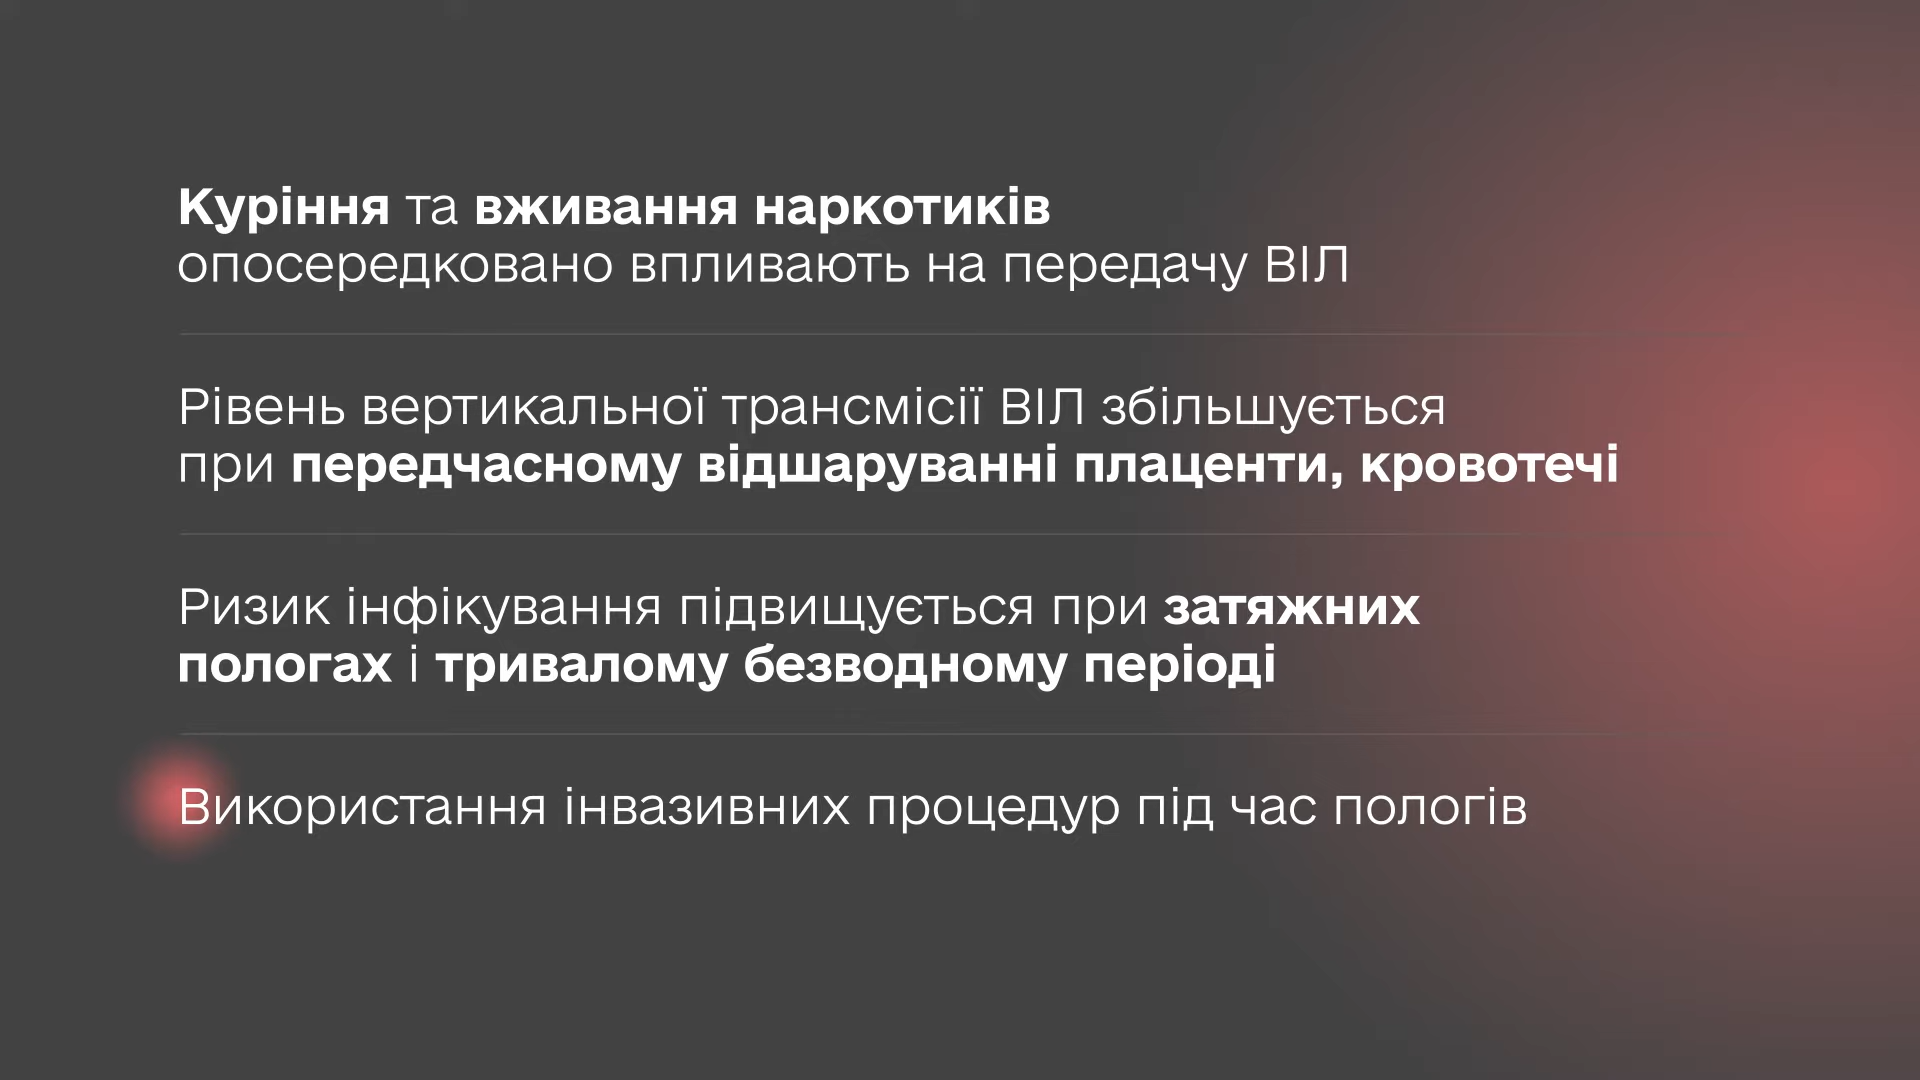 Куріння та вживання наркотиків
опосередковано впливають на передачу ВІЛ
Рівень вертикальної трансмісії ВІЛ збільшується
при передчасному відшаруванні плаценти, кровотечі
Ризик інфікування підвищується при затяжних
пологах і тривалому безводному періоді
Використання інвазивних процедур під час пологів